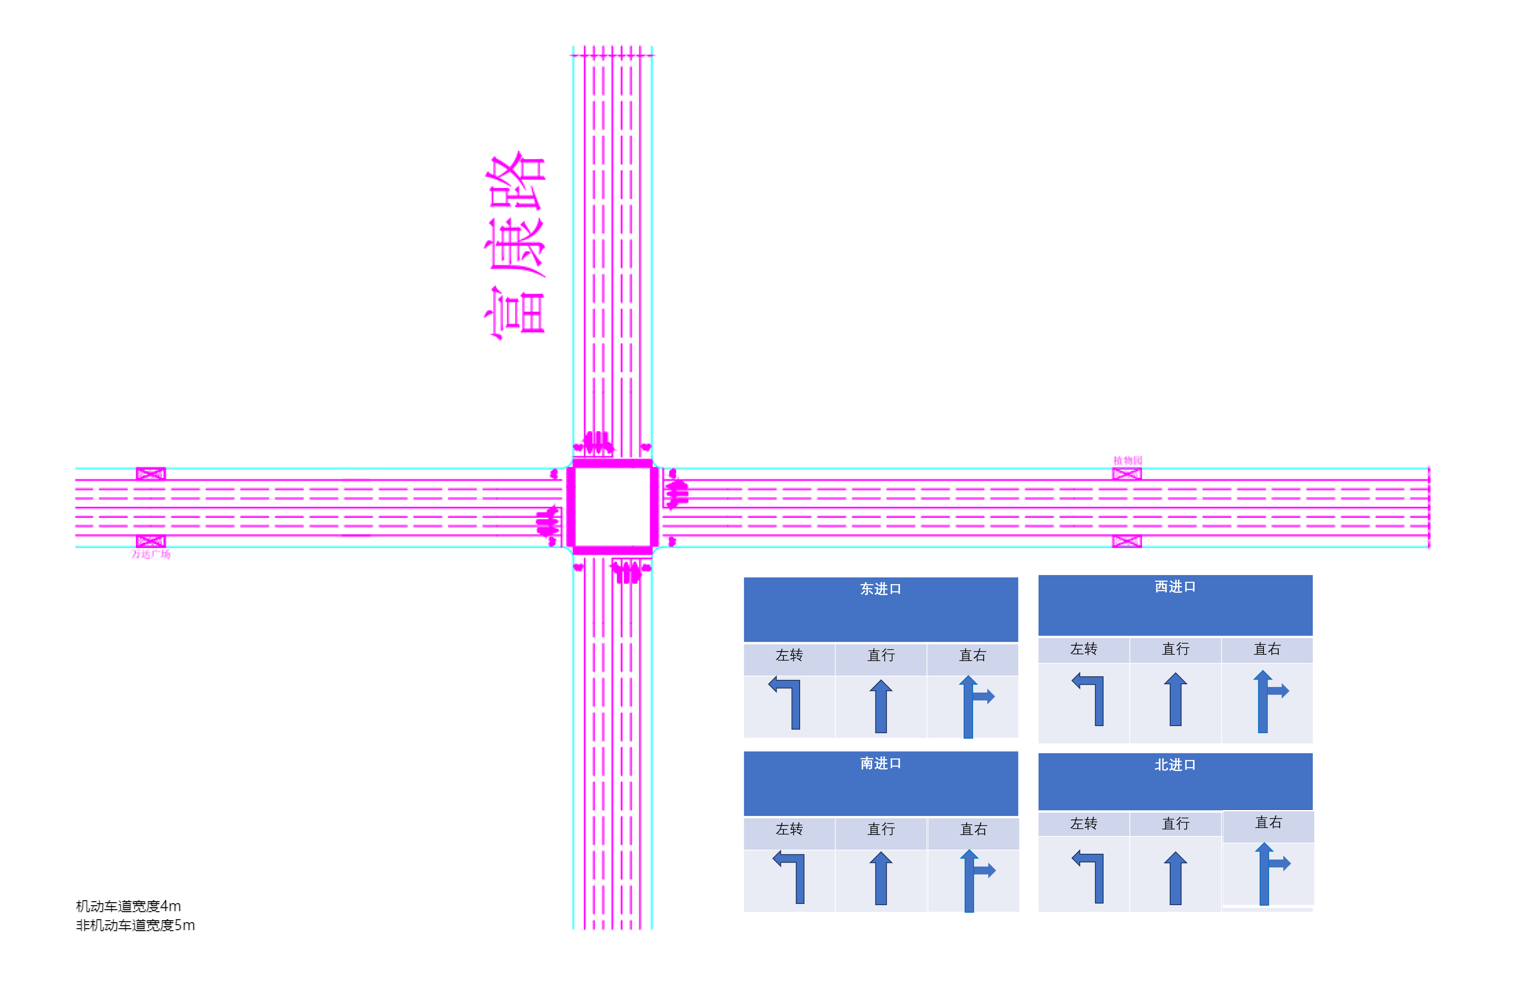 富康路
植物园
万达广场
东进口
左转 直行 直右
西进口
左转 直行 直右
南进口
左转 直行 直右
北进口
左转 直行 直右
机动车道宽度4m
非机动车道宽度5m